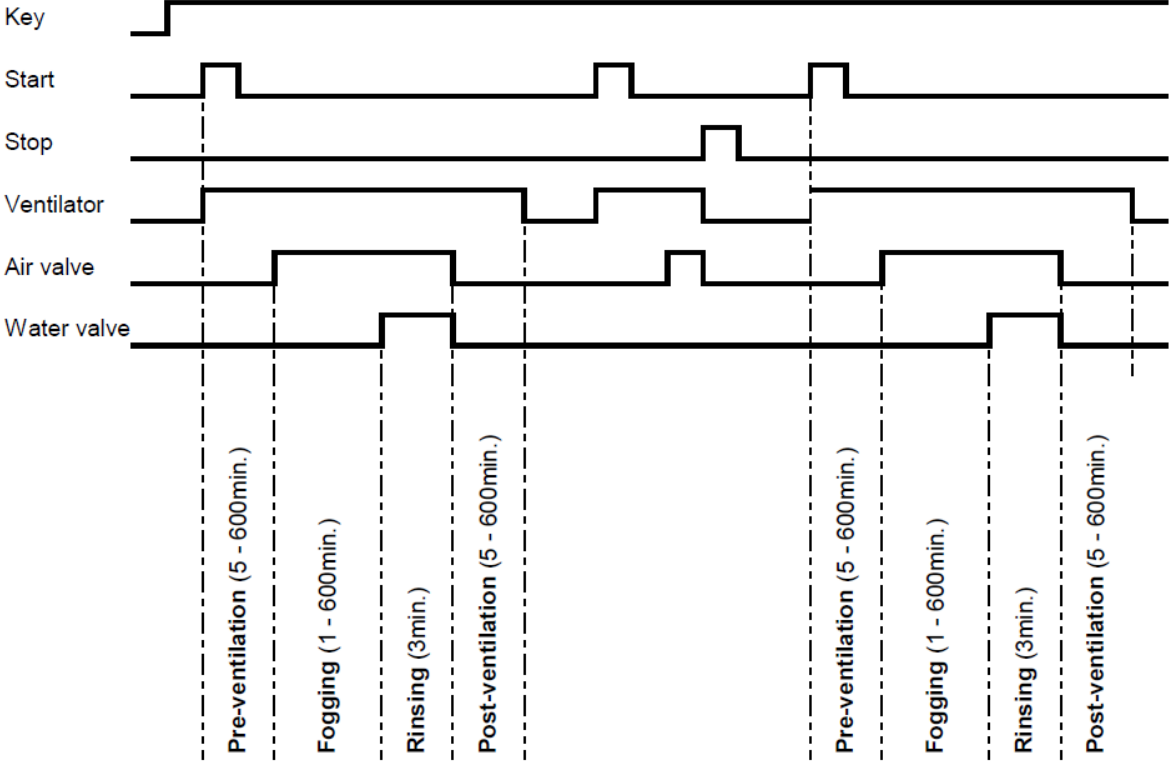 Key
Start
Stop
Ventilator
Air valve
Water valve
Pre-ventilation (5 - 600min.)
Fogging (1 - 600min.)
Rinsing (3min.)
Post-ventilation (5 - 600min.)
Pre-ventilation (5 - 600min.)
Fogging (1 - 600min.)
Rinsing (3min.)
Post-ventilation (5 - 600min.)